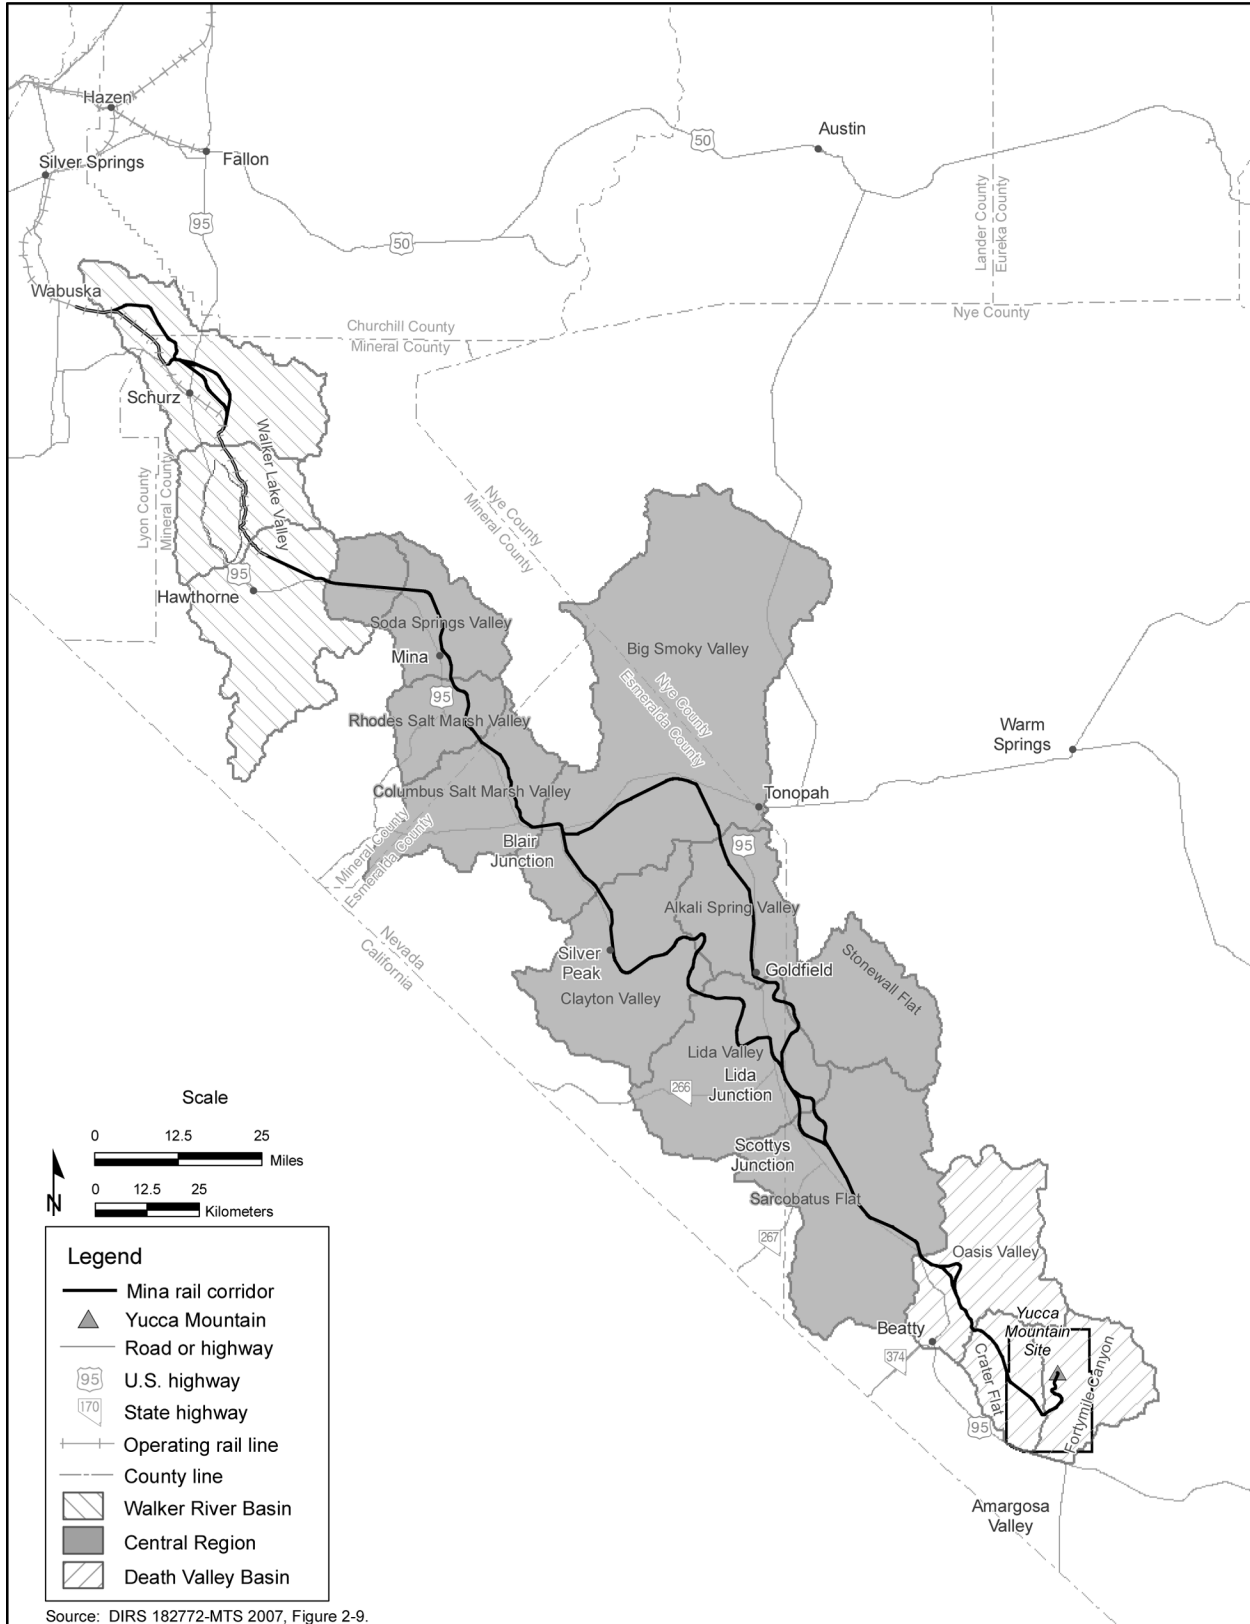 Hazen
Silver Springs
Fallon
50
Austin
95
50
Lander County
Eureka County
Wabuska
Churchill County
Mineral County
Nye County
Schurz
Walker Lake Valley
Lyon County
Mineral County
Nye County
Mineral County
95
Hawthorne
Soda Springs Valley
Mina
Big Smoky Valley
95
Nye County
Esmeralda County
Rhodes Salt Marsh Valley
Warm
Springs
Columbus Salt Marsh Valley
Tonopah
Mineral County
Esmeralda County
Blair
Junction
95
Alkali Spring Valley
Nevada
California
Silver
Peak
Goldfield
Stonewall Flat
Clayton Valley
Lida Valley
Lida
Junction
266
Scottys
Junction
Sarcobatus Flat
267
Oasis Valley
Yucca
Mountain
Site
Beatty
374
Crater Flat
Fortymile Canyon
95
Amargosa
Valley
Scale
0 12.5 25
Miles
0 12.5 25
Kilometers
N
Legend
Mina rail corridor
Yucca Mountain
Road or highway
95 U.S. highway
170 State highway
Operating rail line
County line
Walker River Basin
Central Region
Death Valley Basin
Source: DIRS 182772-MTS 2007, Figure 2-9.